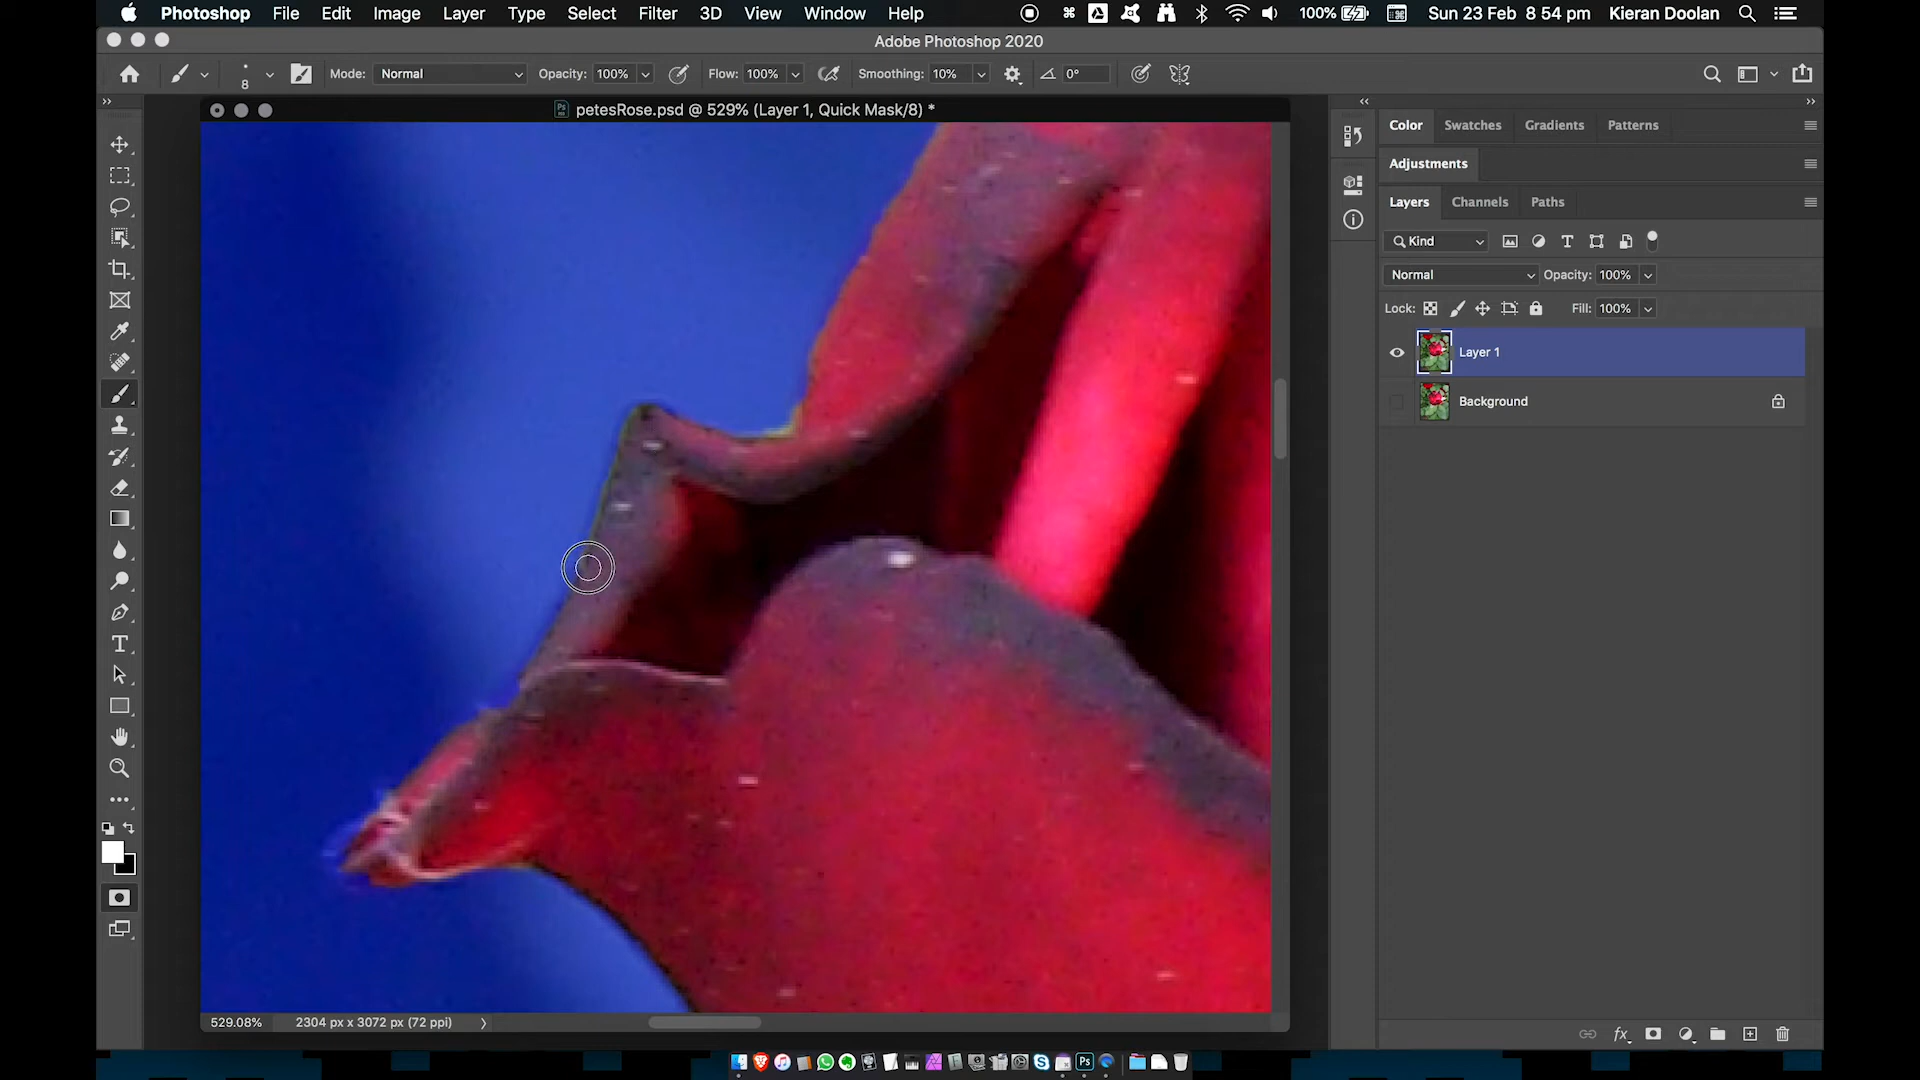 Photoshop File Edit Image Layer Type Select Filter 3D View Window Help 100% Sun 23 Feb 8 54 pm Kieran Doolan
Adobe Photoshop 2020
8 Mode: Normal Opacity: 100% Flow: 100% Smoothing: 10% 0°
petesRose.psd @ 529% (Layer 1, Quick Mask/8) *
Color Swatches Gradients Patterns
Adjustments
Layers Channels Paths
Kind
Normal Opacity: 100%
Lock: Fill: 100%
Layer 1
Background
529.08% 2304 px x 3072 px (72 ppi)